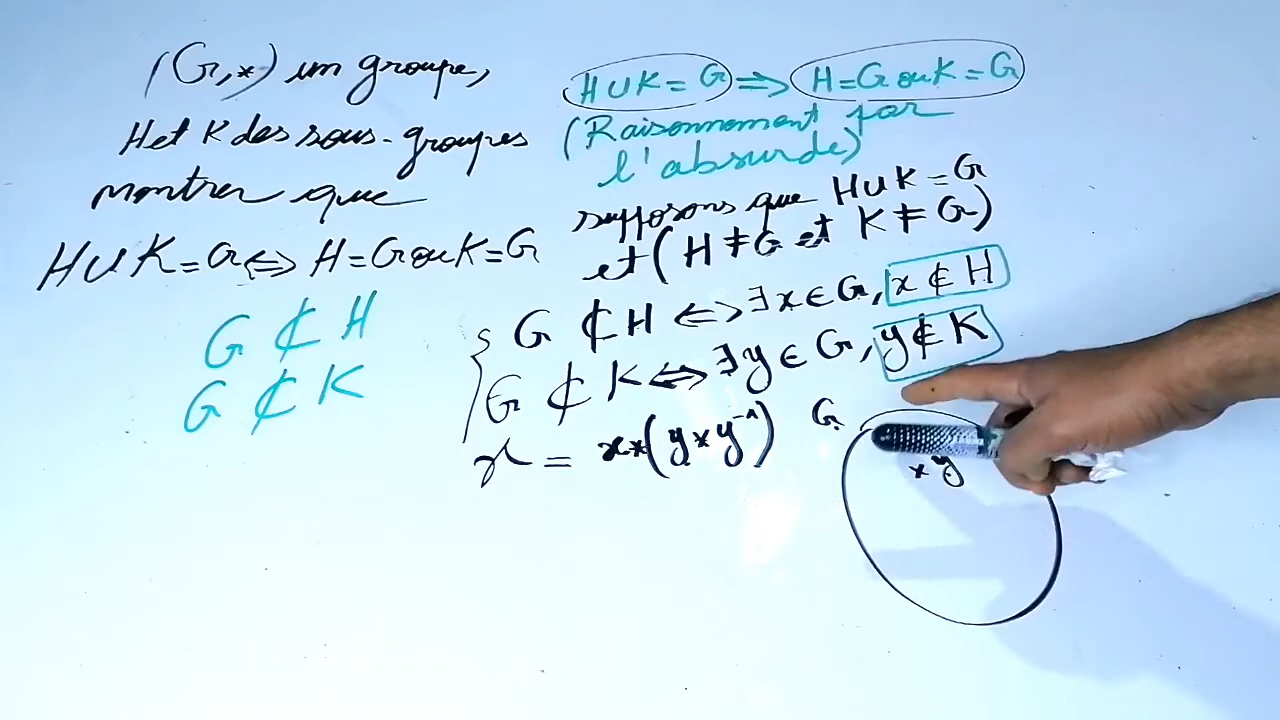 (G,*) un groupe,
H et K des sous-groupes
montrer que
H∪K=G⇔H=G ou K=G
G ⊄ H
G ⊄ K
H∪K=G ⇒ H=G ou K=G
(Raisonnement par
l'absurde)
supposons que H∪K=G
et (H≠G et K≠G)
{ G ⊄ H ⇔ ∃x∈G, x∉H
G ⊄ K ⇔ ∃y∈G, y∉K
x = x*(y*y⁻¹)
G
x y